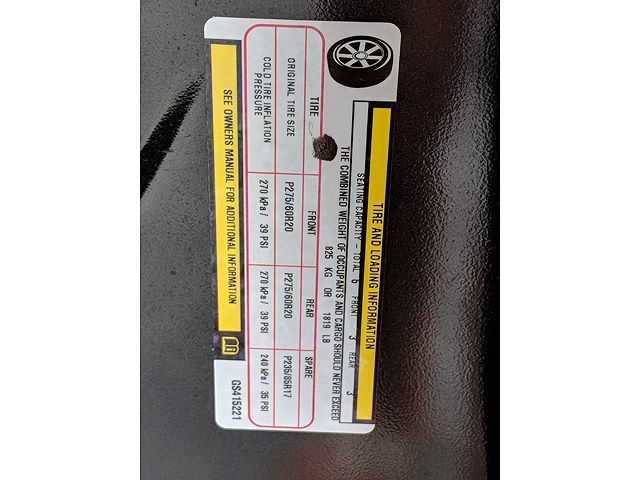 TIRE AND LOADING INFORMATION
SEATING CAPACITY – TOTAL 6 FRONT 3 REAR 3
THE COMBINED WEIGHT OF OCCUPANTS AND CARGO SHOULD NEVER EXCEED
825 KG OR 1819 LB
TIRE FRONT REAR SPARE
ORIGINAL TIRE SIZE P275/60R20 P275/60R20 P235/85R17
COLD TIRE INFLATION
PRESSURE 270 kPa / 39 PSI 270 kPa / 39 PSI 240 kPa / 35 PSI
SEE OWNERS MANUAL FOR ADDITIONAL INFORMATION
GS415221